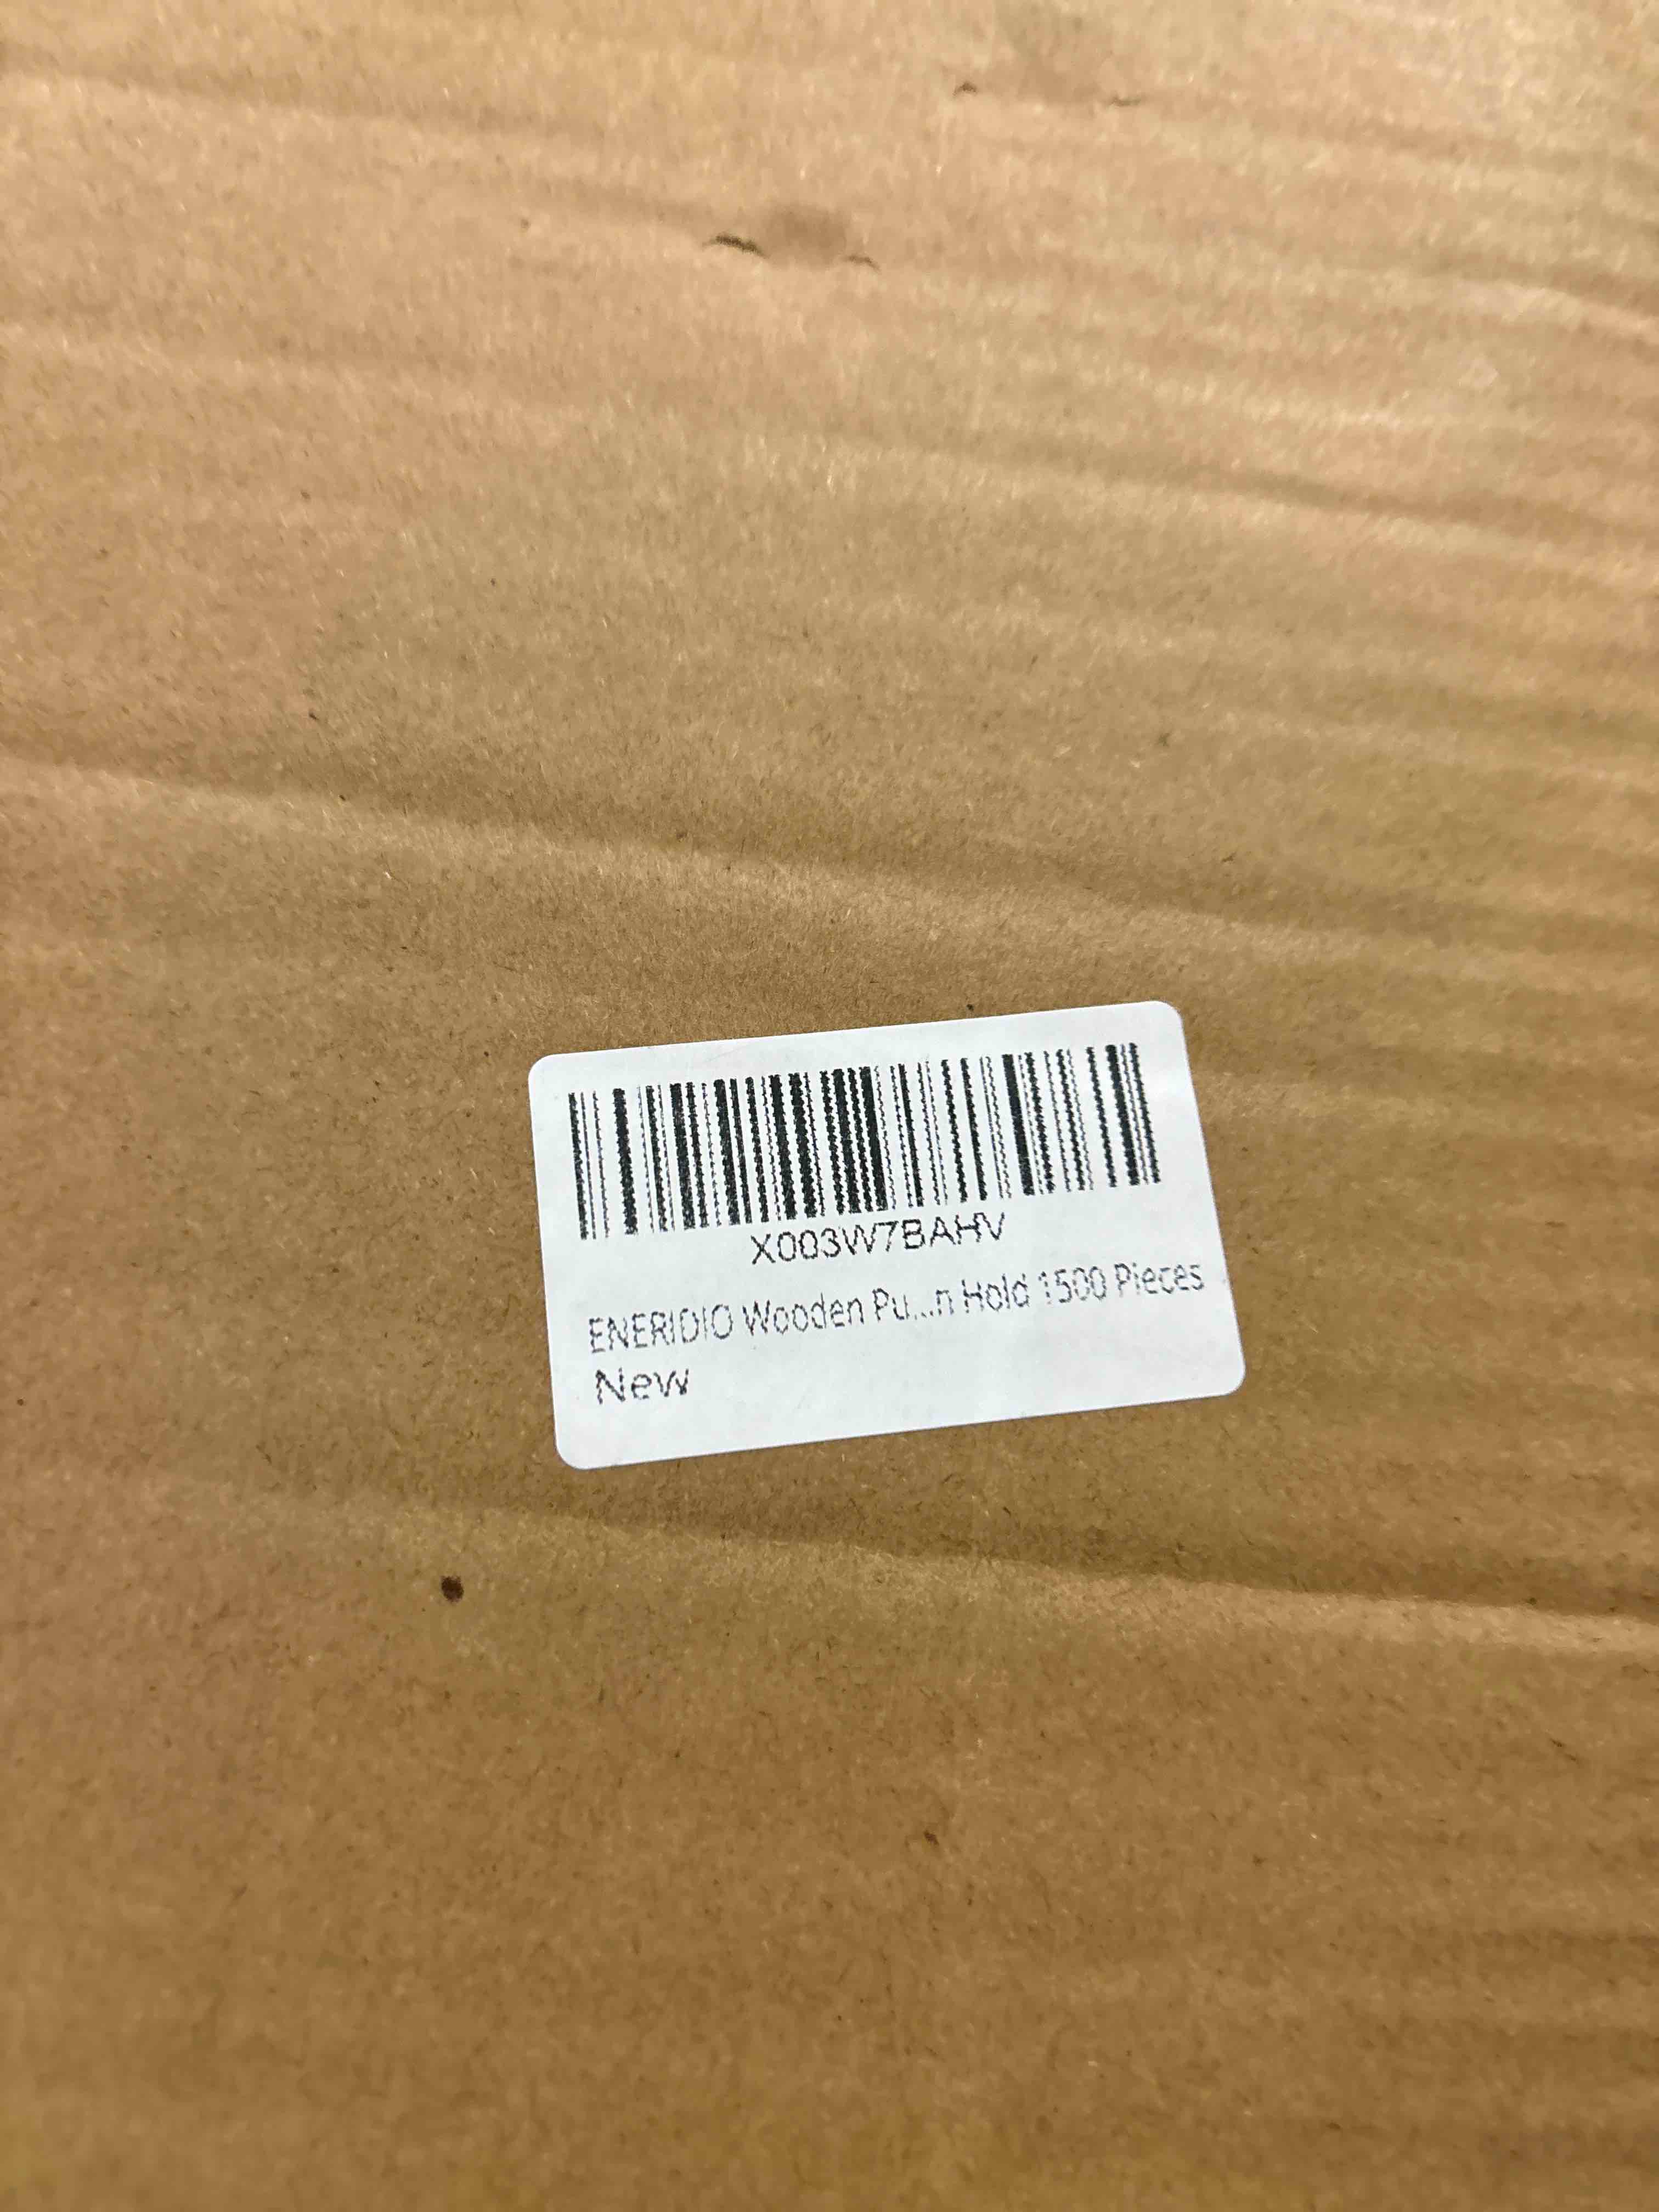 X003W7BAHV
ENERIDIO Wooden Pu...n Hold 1500 Pieces
New